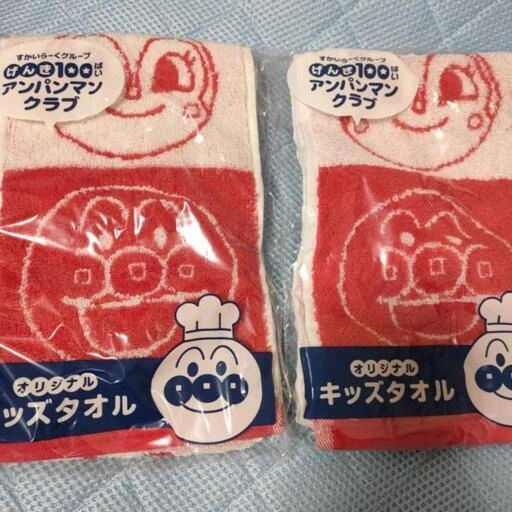 すかいらーくグループ
げんき100ばい
アンパンマン
クラブ
オリジナル
ッズタオル
すかいらーくグループ
げんき100ばい
アンパンマン
クラブ
オリジナル
キッズタオル